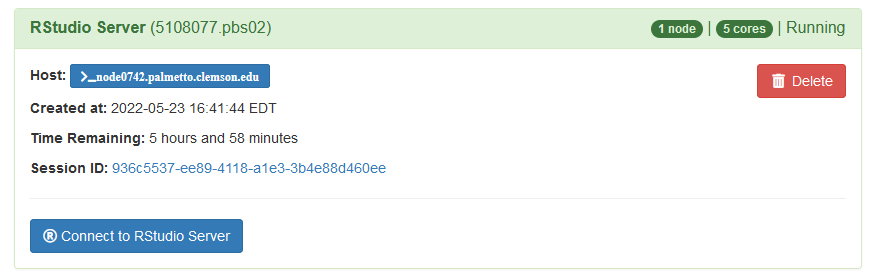 RStudio Server (5108077.pbs02) 1 node | 5 cores | Running
Host: >_node0742.palmetto.clemson.edu Delete
Created at: 2022-05-23 16:41:44 EDT
Time Remaining: 5 hours and 58 minutes
Session ID: 936c5537-ee89-4118-a1e3-3b4e88d460ee
® Connect to RStudio Server